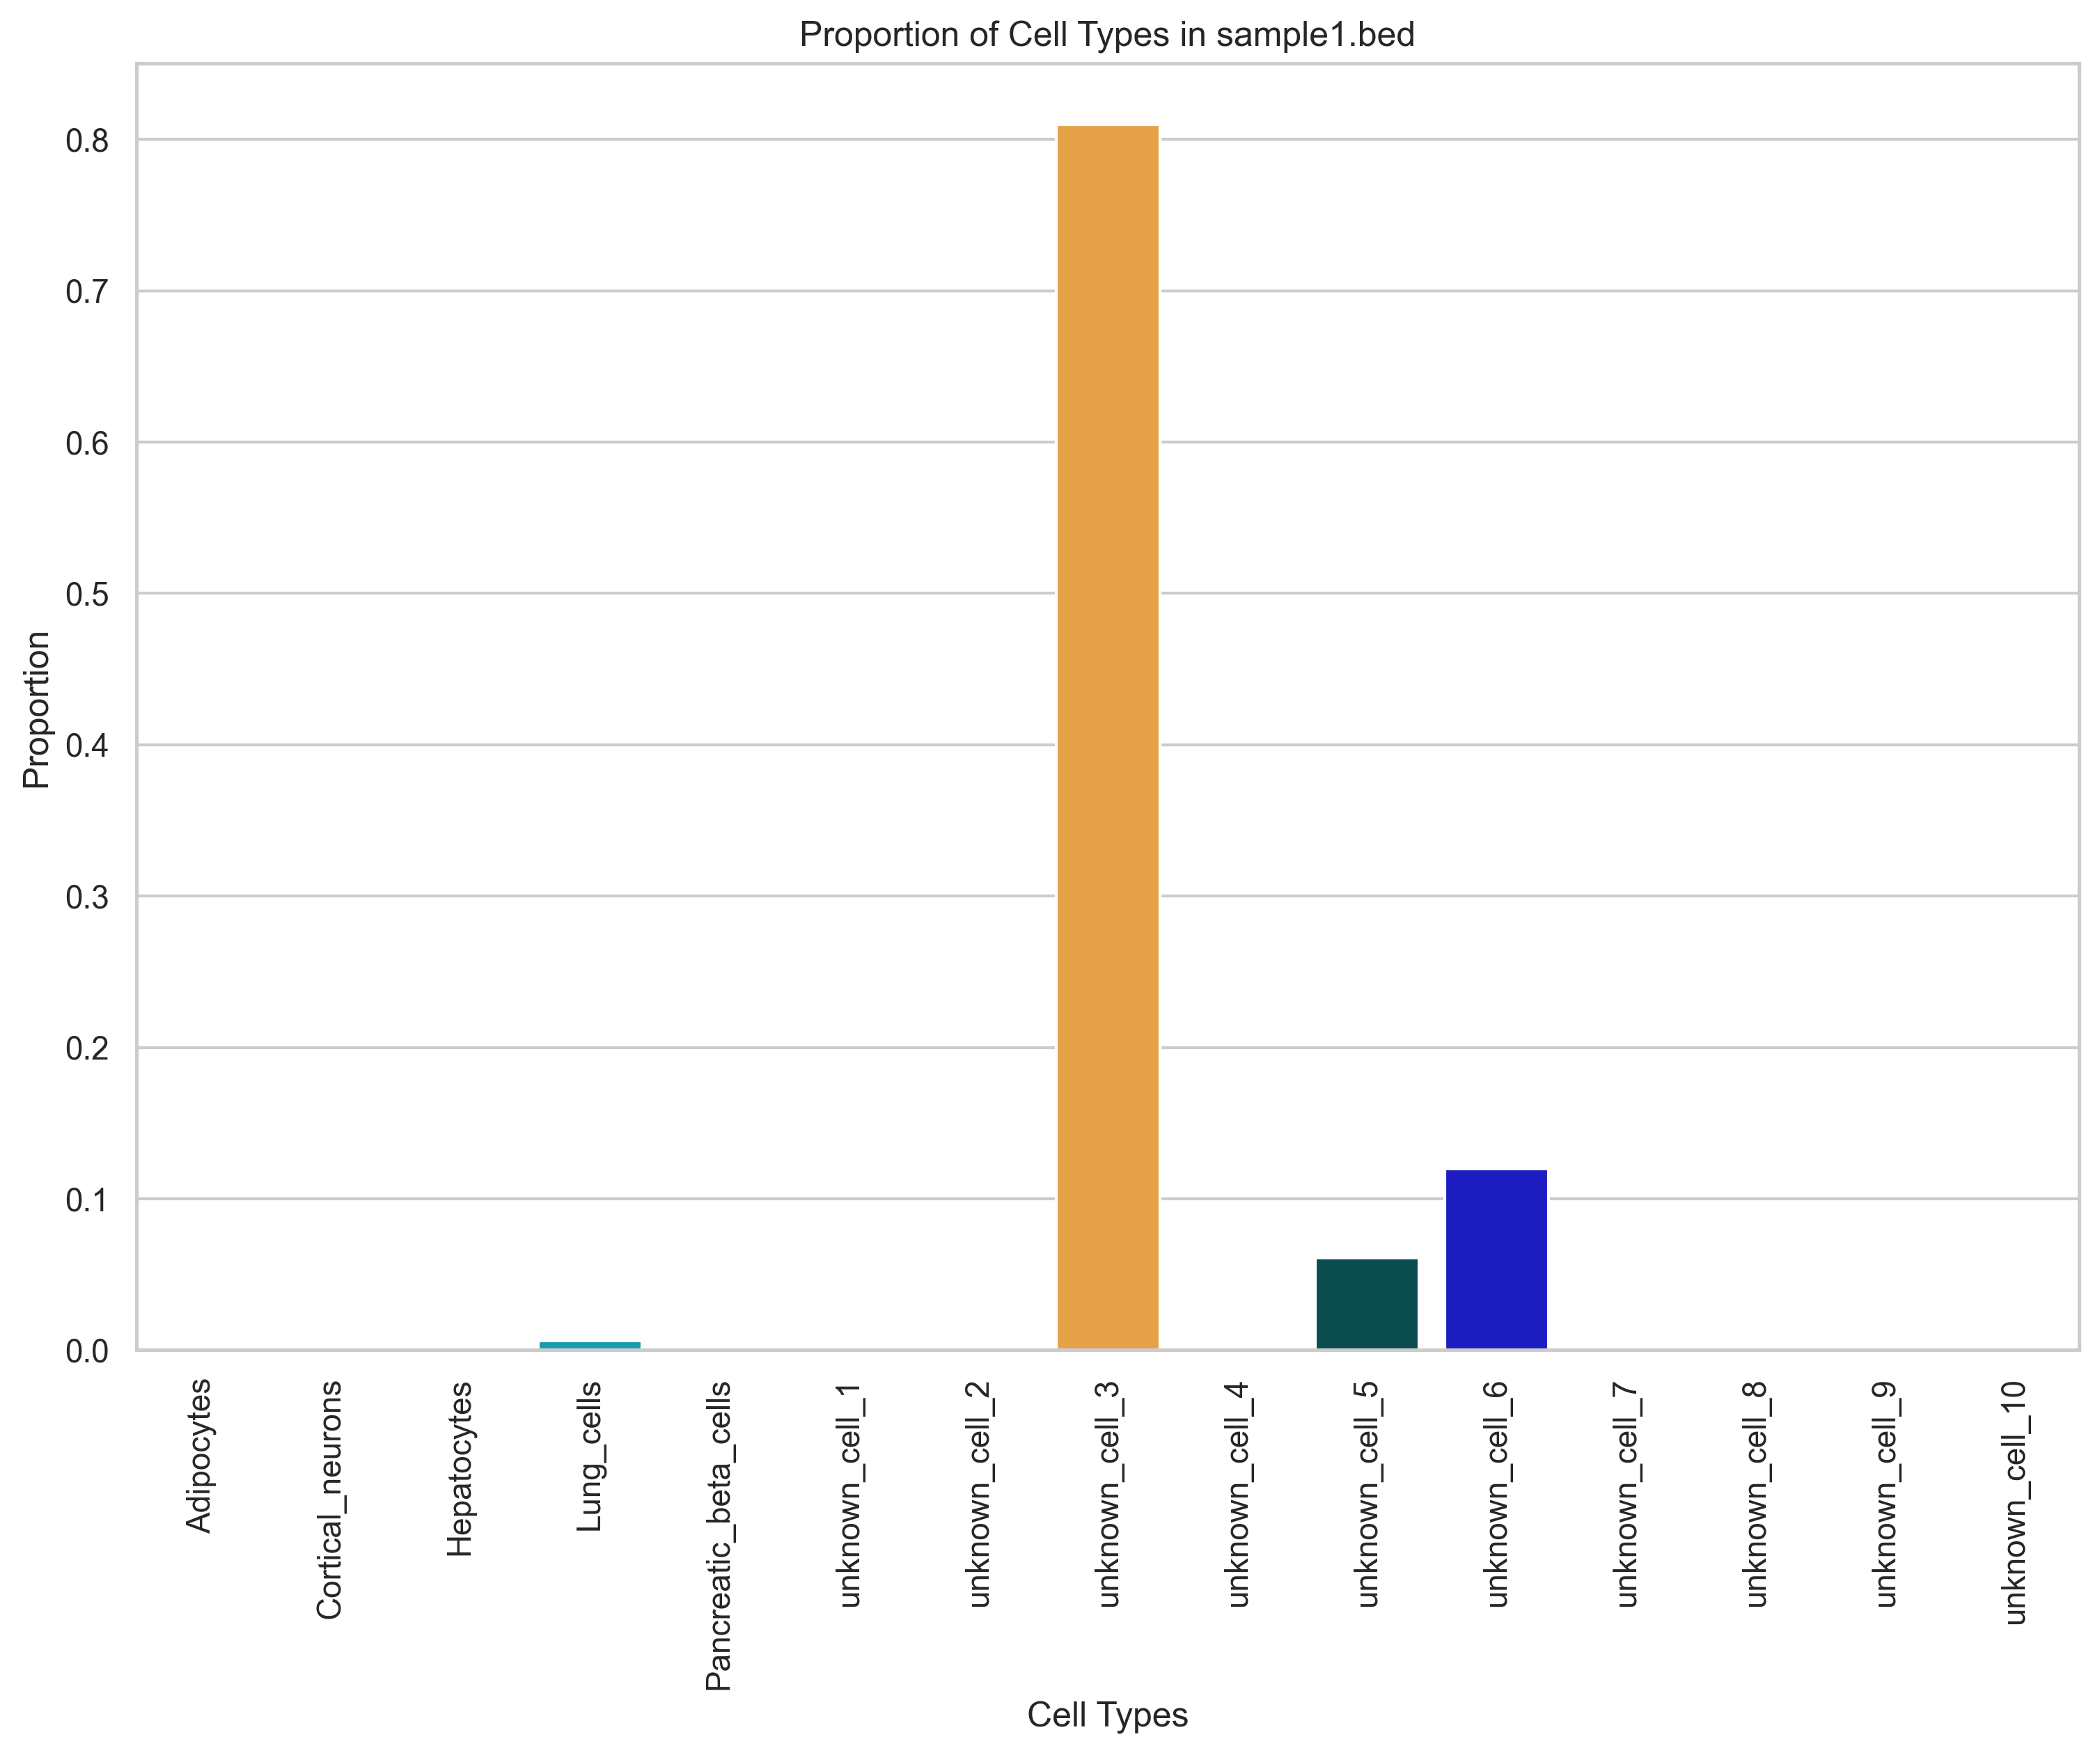 Proportion of Cell Types in sample1.bed
Proportion
0.8
0.7
0.6
0.5
0.4
0.3
0.2
0.1
0.0
Adipocytes
Cortical_neurons
Hepatocytes
Lung_cells
Pancreatic_beta_cells
unknown_cell_1
unknown_cell_2
unknown_cell_3
unknown_cell_4
unknown_cell_5
unknown_cell_6
unknown_cell_7
unknown_cell_8
unknown_cell_9
unknown_cell_10
Cell Types